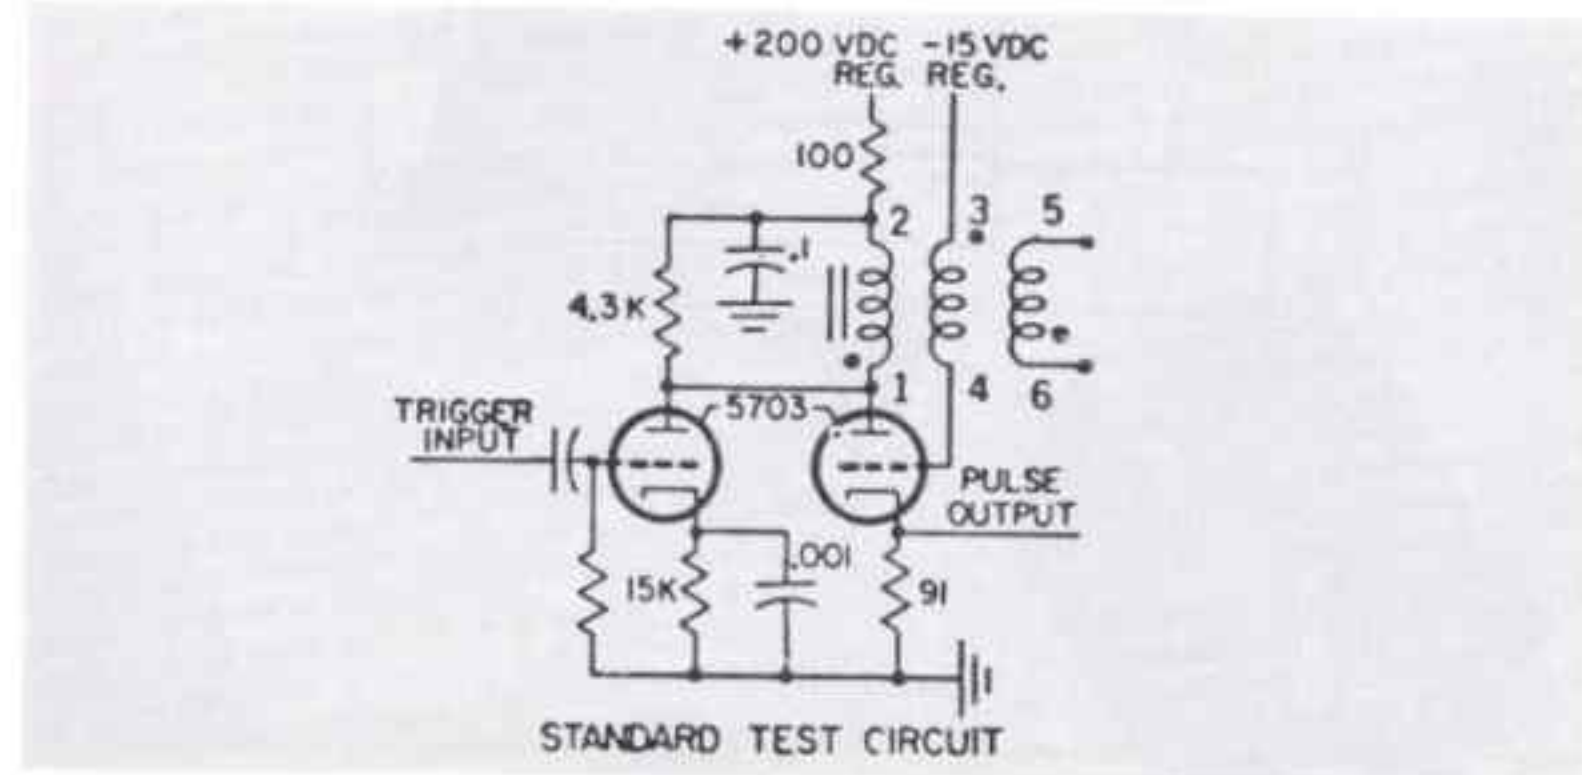 +200 VDC -15 VDC
REG. REG.
100
2
3
5
.1
4.3K
1
4
6
5703
TRIGGER
INPUT
PULSE
OUTPUT
.001
15K
91
STANDARD TEST CIRCUIT